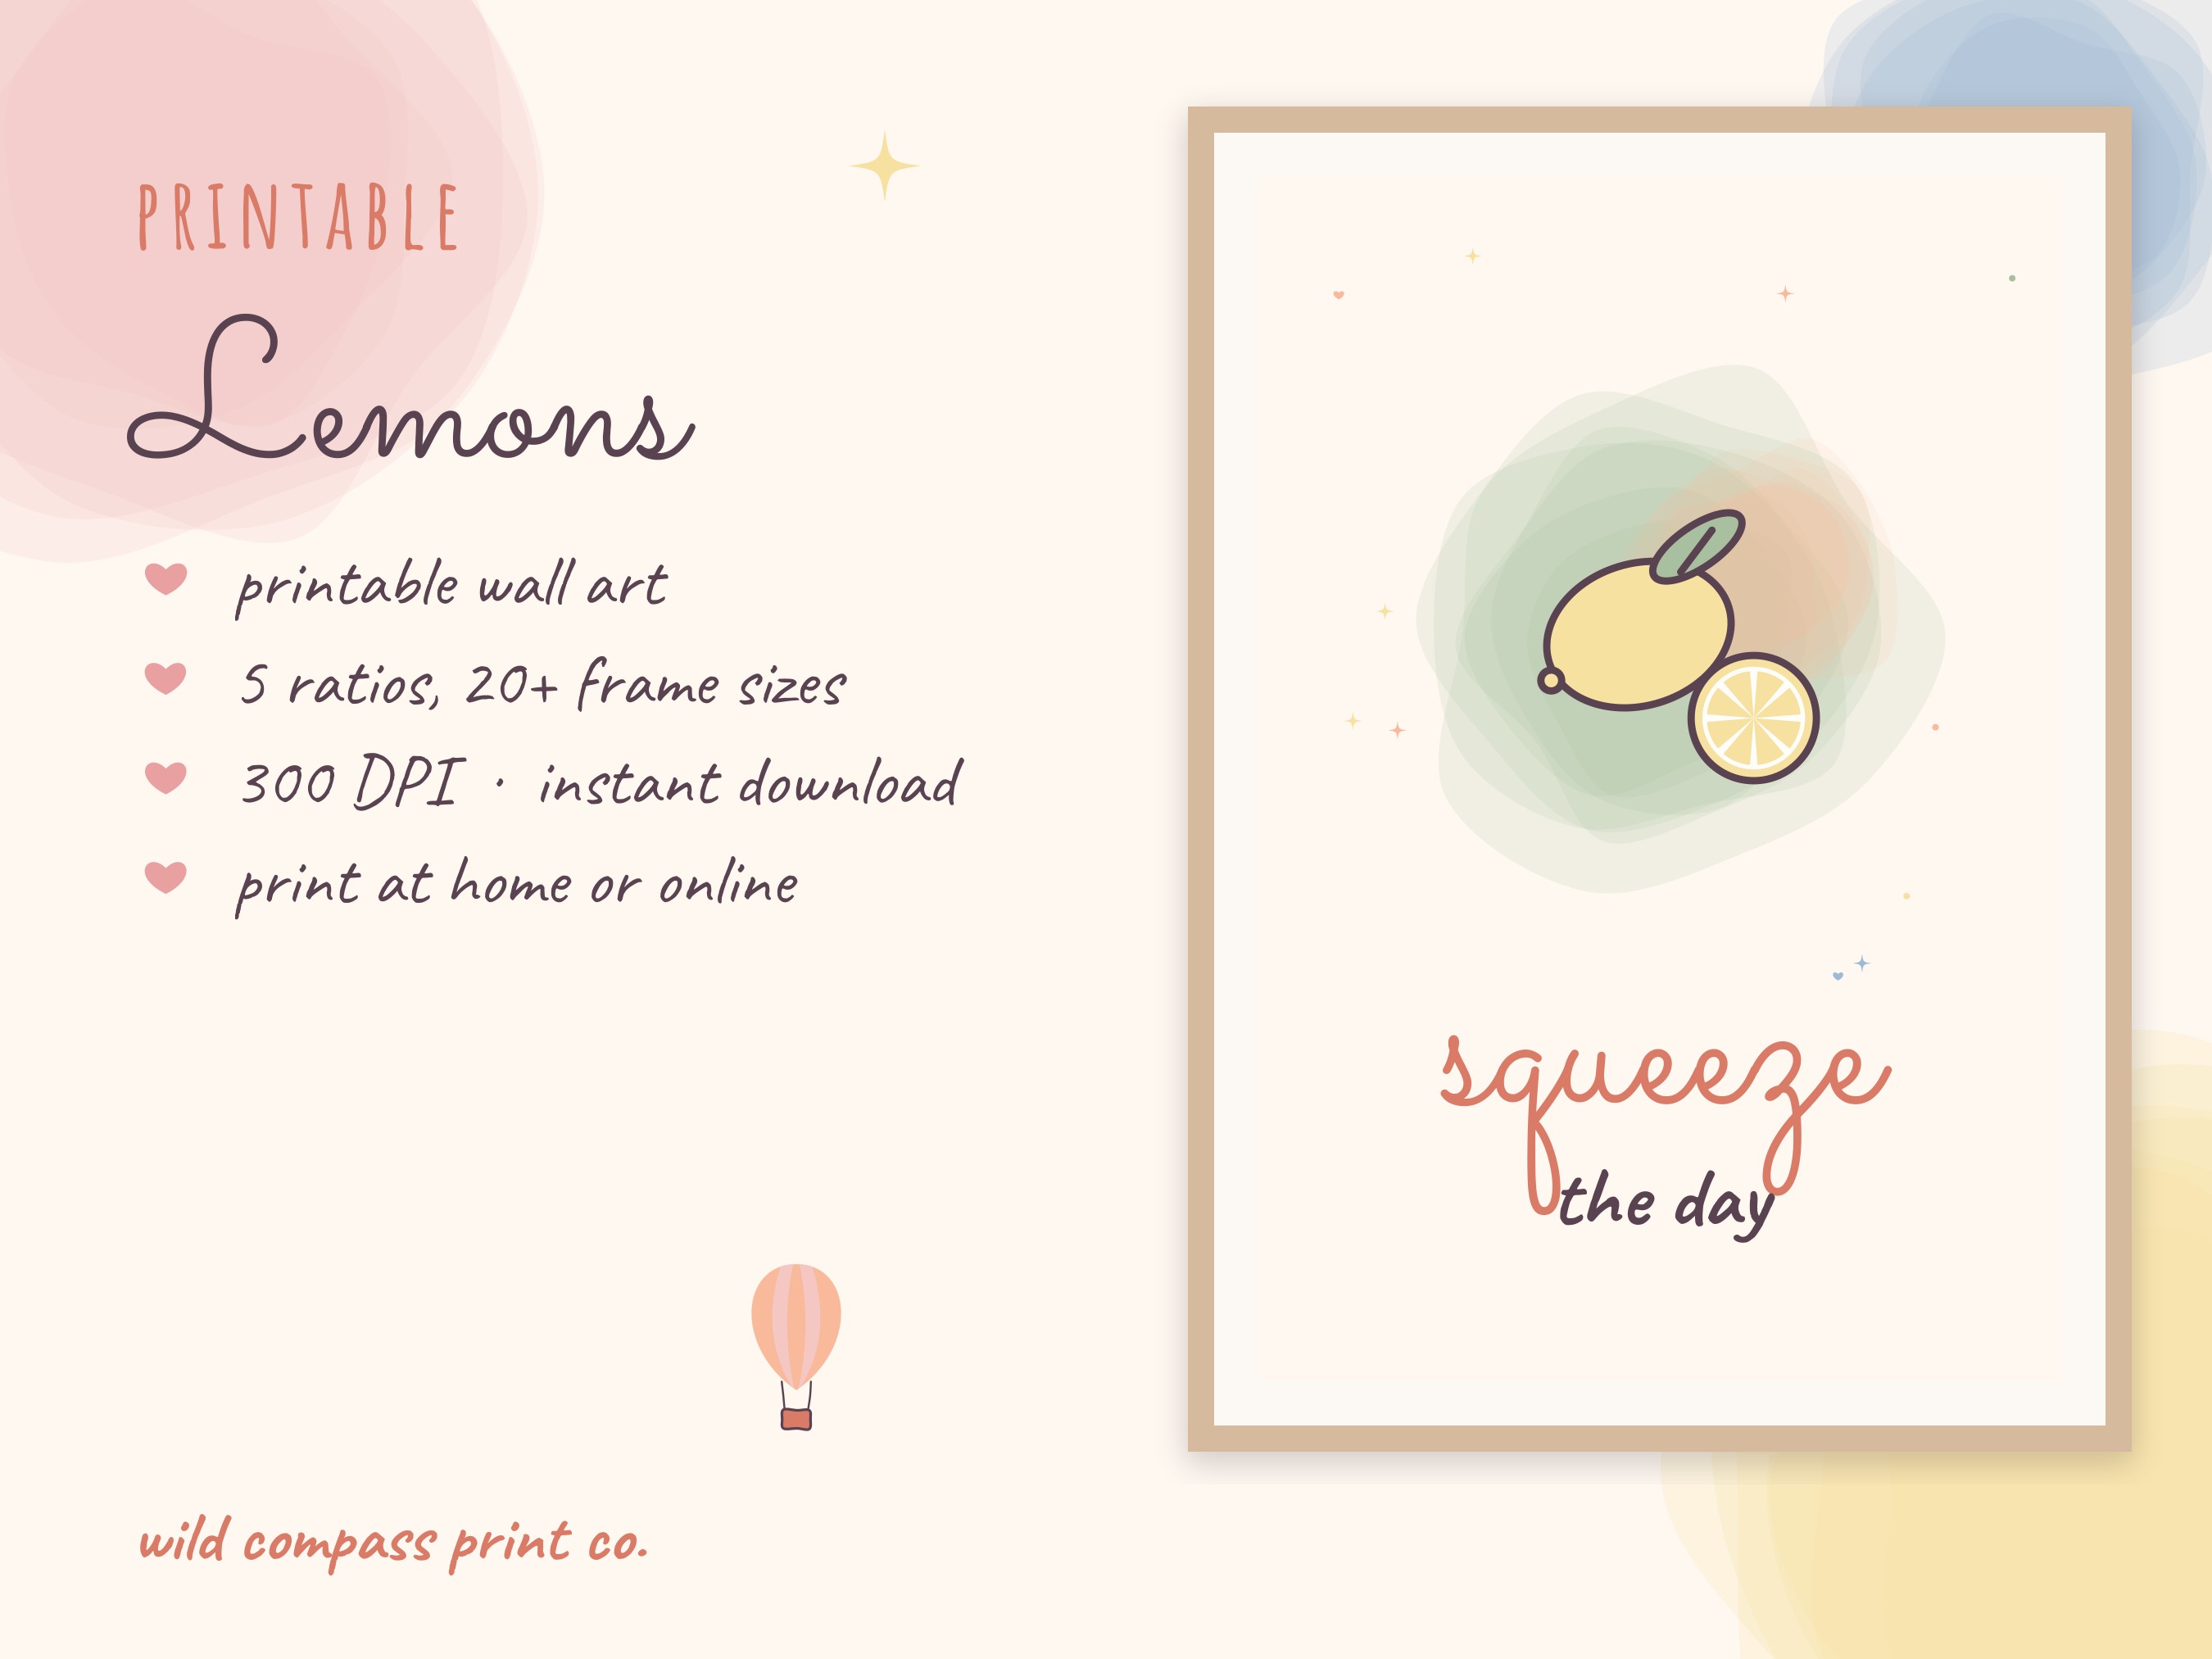 PRINTABLE
Lemons
printable wall art
5 ratios, 20+ frame sizes
300 DPI · instant download
print at home or online
wild compass print co.
squeeze
the day